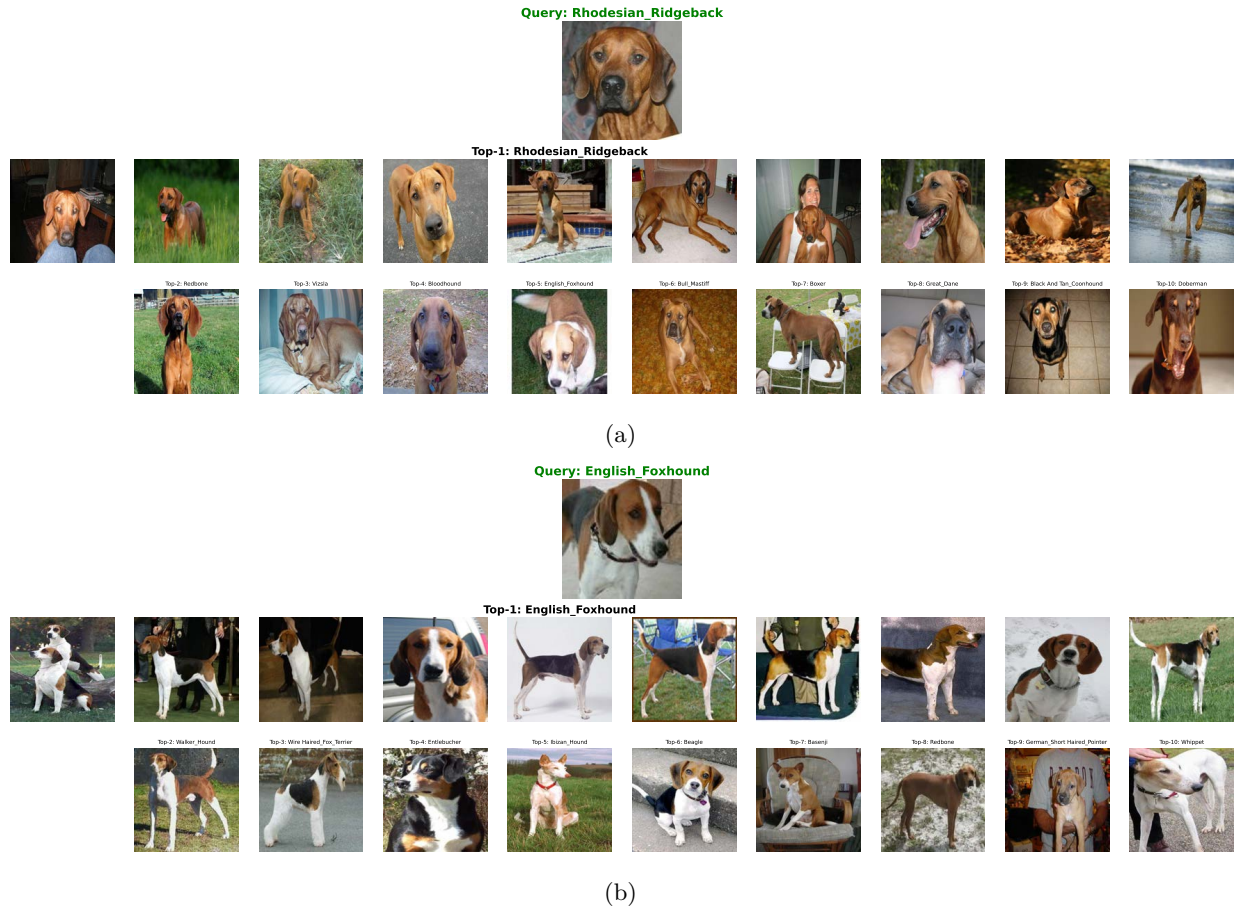 Query: Rhodesian_Ridgeback
Top-1: Rhodesian_Ridgeback
Top-2: Redbone
Top-3: Vizsla
Top-4: Bloodhound
Top-5: English_Foxhound
Top-6: Bull_Mastiff
Top-7: Boxer
Top-8: Great_Dane
Top-9: Black And Tan_Coonhound
Top-10: Doberman
(a)
Query: English_Foxhound
Top-1: English_Foxhound
Top-2: Walker_Hound
Top-3: Wire Haired_Fox_Terrier
Top-4: Entlebucher
Top-5: Ibizan_Hound
Top-6: Beagle
Top-7: Basenji
Top-8: Redbone
Top-9: German_Short Haired_Pointer
Top-10: Whippet
(b)